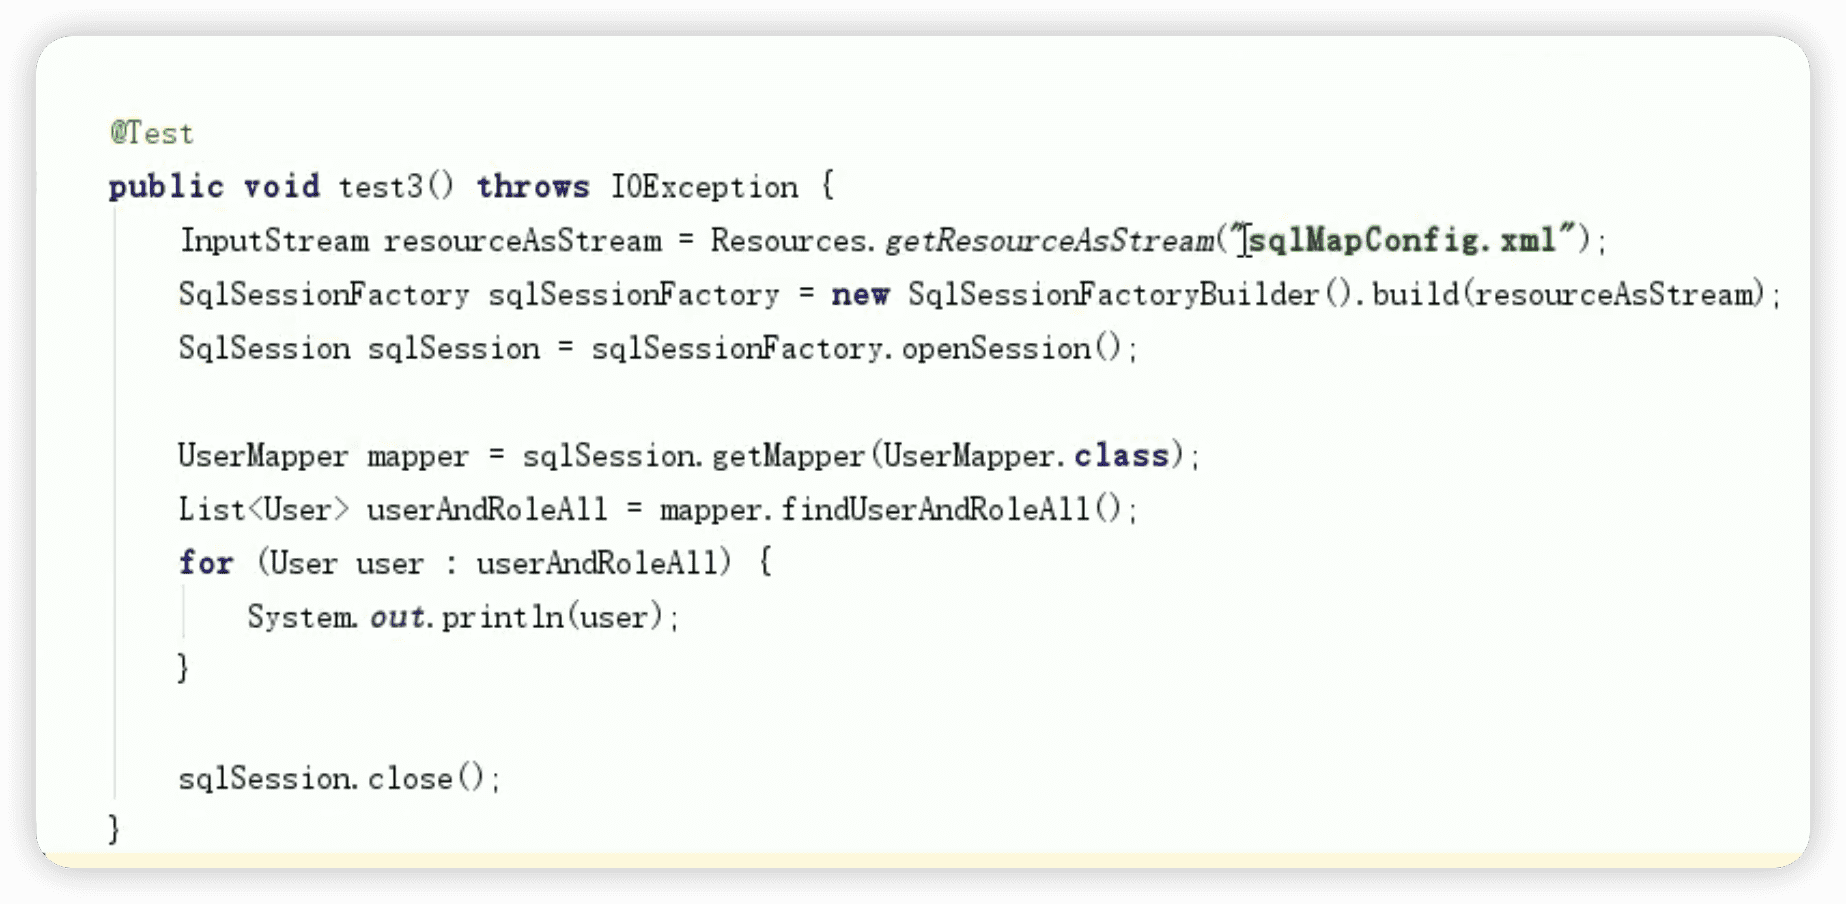 @Test
public void test3() throws IOException {
InputStream resourceAsStream = Resources.getResourceAsStream("sqlMapConfig.xml");
SqlSessionFactory sqlSessionFactory = new SqlSessionFactoryBuilder().build(resourceAsStream);
SqlSession sqlSession = sqlSessionFactory.openSession();
UserMapper mapper = sqlSession.getMapper(UserMapper.class);
List<User> userAndRoleAll = mapper.findUserAndRoleAll();
for (User user : userAndRoleAll) {
System.out.println(user);
}
sqlSession.close();
}